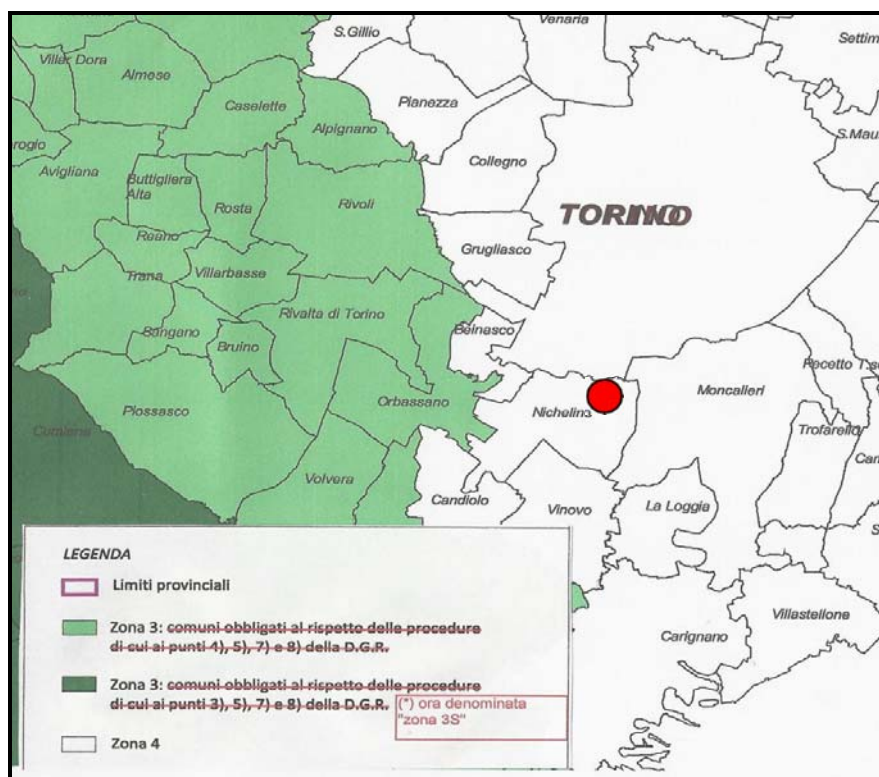 S.Gillio
Venaria
Settim
Villar Dora
Almese
Pianezza
Caselette
Alpignano
S.Mau
Collegno
Avigliana
Buttigliera
Alta
Rosta
Rivoli
TORINO
Reano
Grugliasco
Trana
Villarbasse
Rivalta di Torino
Sangano
Beinasco
Bruino
Pecetto T.se
Moncalieri
Piossasco
Orbassano
Nichelino
Trofarello
Cumiana
Volvera
Candiolo
Vinovo
La Loggia
LEGENDA
Limiti provinciali
Zona 3: comuni obbligati al rispetto delle procedure
di cui ai punti 4), 5), 7) e 8) della D.G.R.
Zona 3: comuni obbligati al rispetto delle procedure
di cui ai punti 3), 5), 7) e 8) della D.G.R.
(*) ora denominata
"zona 3S"
Zona 4
Villastellone
Carignano